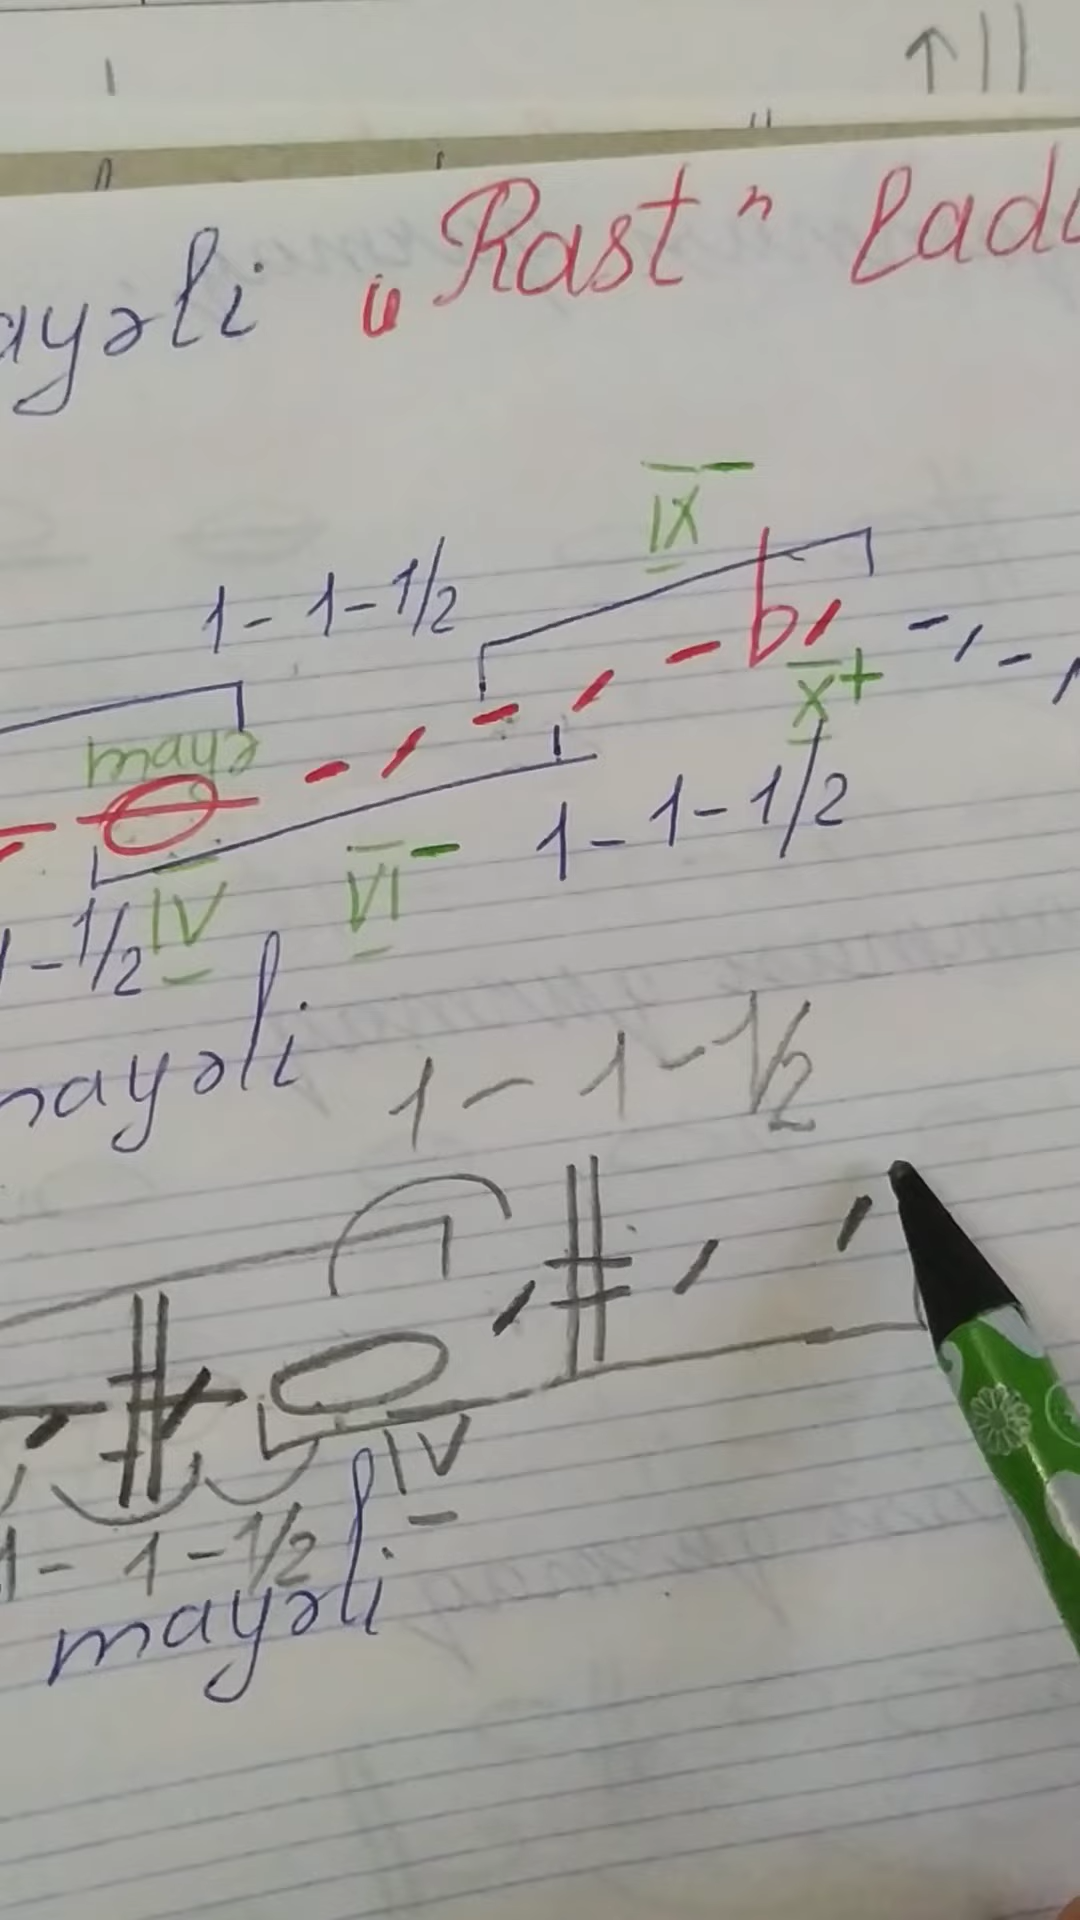 ayəli "Rast" ladı
IX
1 - 1 - 1/2
b
X+
mayə
1 - 1 - 1/2
IV VI
1 - 1/2
mayəli
1 - 1 - 1/2
IV
1 - 1 - 1/2
mayəli